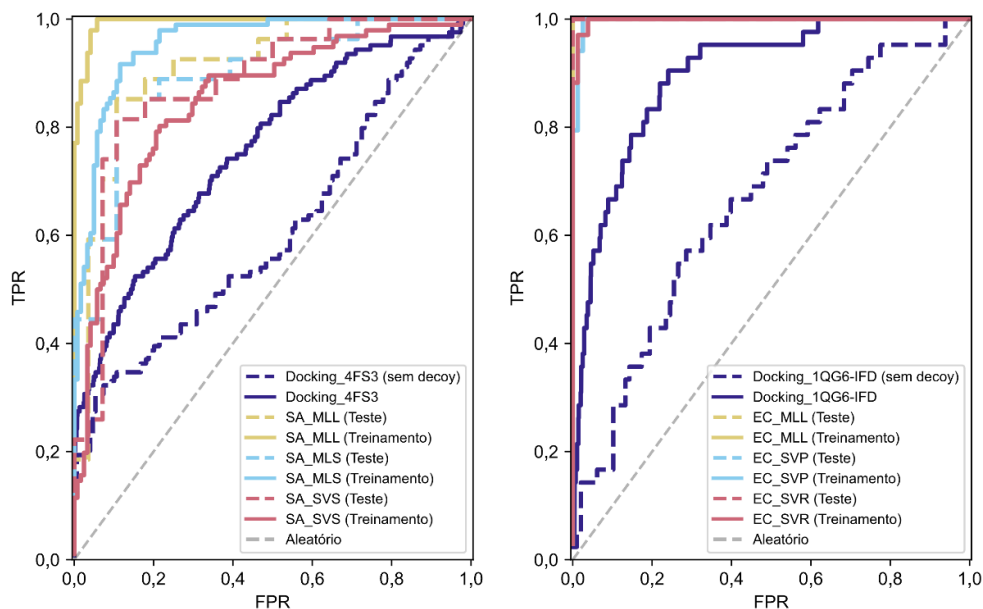 1,0
0,8
0,6
0,4
0,2
0,0
TPR
0,0 0,2 0,4 0,6 0,8 1,0
FPR
Docking_4FS3 (sem decoy)
Docking_4FS3
SA_MLL (Teste)
SA_MLL (Treinamento)
SA_MLS (Teste)
SA_MLS (Treinamento)
SA_SVS (Teste)
SA_SVS (Treinamento)
Aleatório
1,0
0,8
0,6
0,4
0,2
0,0
TPR
0,0 0,2 0,4 0,6 0,8 1,0
FPR
Docking_1QG6-IFD (sem decoy)
Docking_1QG6-IFD
EC_MLL (Teste)
EC_MLL (Treinamento)
EC_SVP (Teste)
EC_SVP (Treinamento)
EC_SVR (Teste)
EC_SVR (Treinamento)
Aleatório